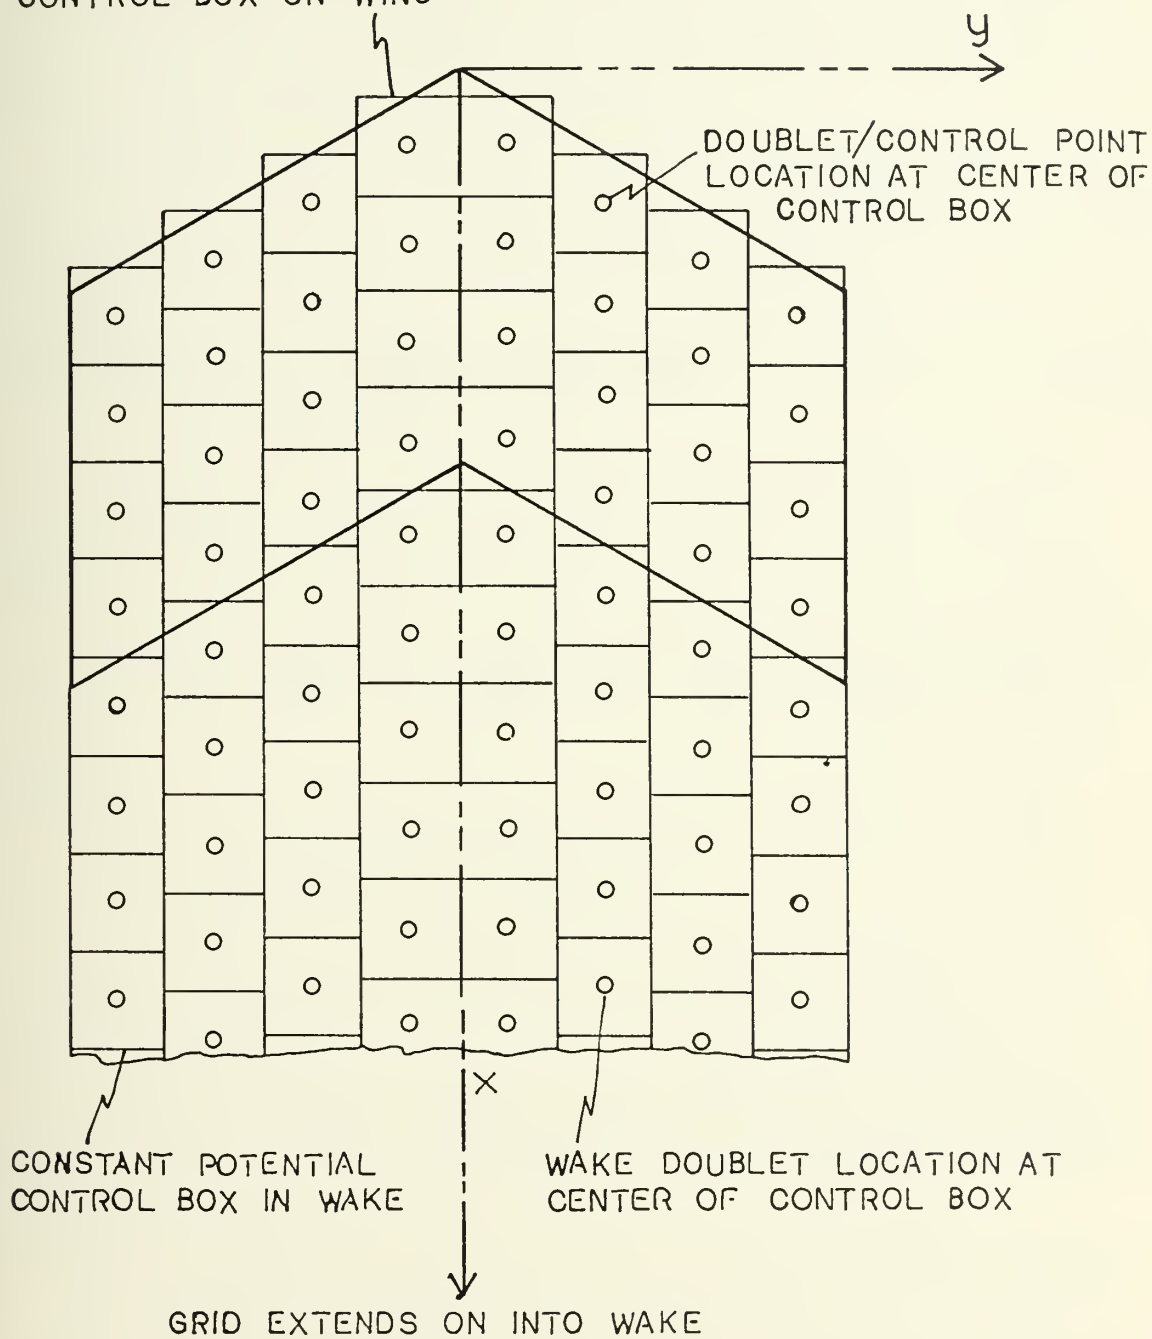 CONTROL BOX ON WING
y
DOUBLET/CONTROL POINT
LOCATION AT CENTER OF
CONTROL BOX
X
CONSTANT POTENTIAL
CONTROL BOX IN WAKE
WAKE DOUBLET LOCATION AT
CENTER OF CONTROL BOX
GRID EXTENDS ON INTO WAKE